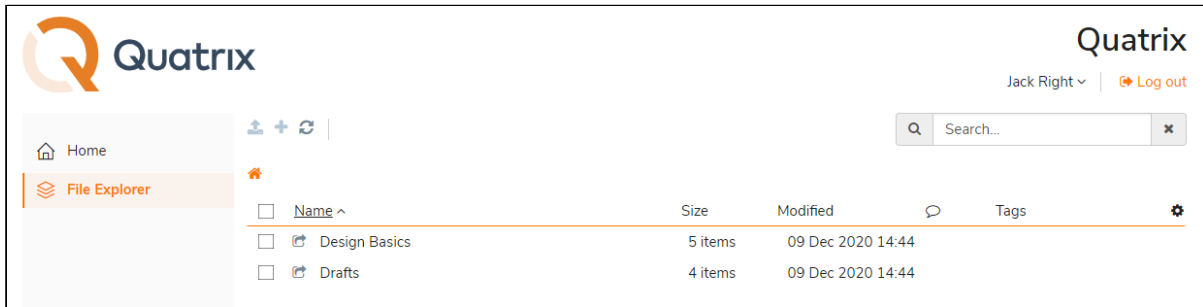 Quatrix
Quatrix
Jack Right
Log out
Search...
Home
File Explorer
Name Size Modified Tags
Design Basics 5 items 09 Dec 2020 14:44
Drafts 4 items 09 Dec 2020 14:44